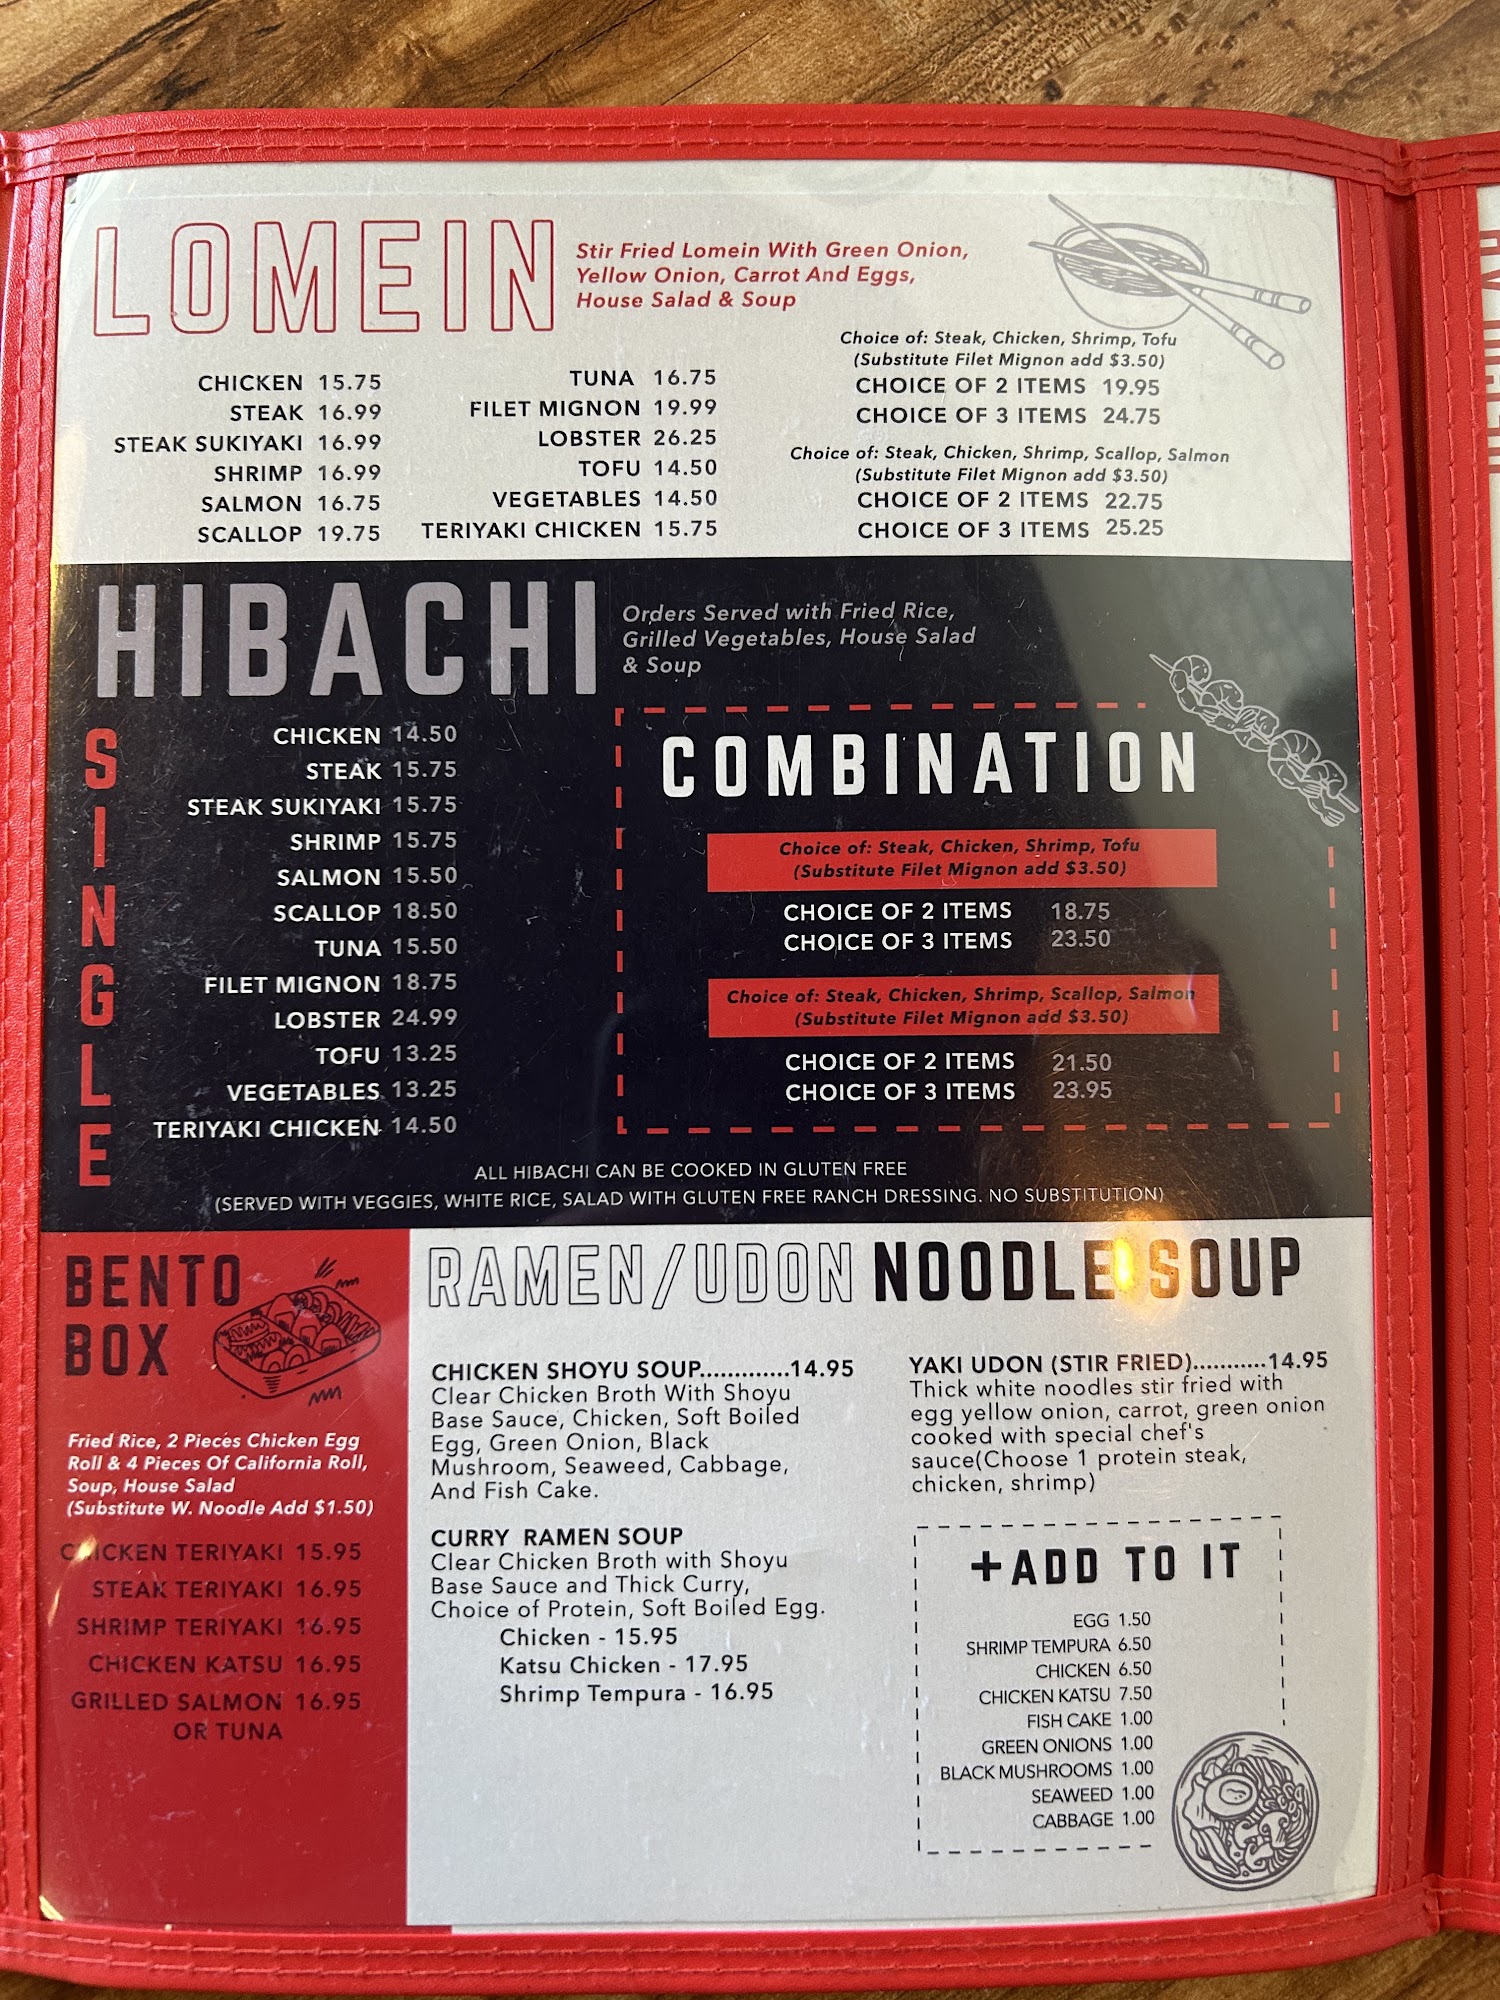 LOMEIN
Stir Fried Lomein With Green Onion,
Yellow Onion, Carrot And Eggs,
House Salad & Soup
CHICKEN 15.75
STEAK 16.99
STEAK SUKIYAKI 16.99
SHRIMP 16.99
SALMON 16.75
SCALLOP 19.75
TUNA 16.75
FILET MIGNON 19.99
LOBSTER 26.25
TOFU 14.50
VEGETABLES 14.50
TERIYAKI CHICKEN 15.75
Choice of: Steak, Chicken, Shrimp, Tofu
(Substitute Filet Mignon add $3.50)
CHOICE OF 2 ITEMS 19.95
CHOICE OF 3 ITEMS 24.75
Choice of: Steak, Chicken, Shrimp, Scallop, Salmon
(Substitute Filet Mignon add $3.50)
CHOICE OF 2 ITEMS 22.75
CHOICE OF 3 ITEMS 25.25
HIBACHI
Orders Served with Fried Rice,
Grilled Vegetables, House Salad
& Soup
SINGLE
CHICKEN 14.50
STEAK 15.75
STEAK SUKIYAKI 15.75
SHRIMP 15.75
SALMON 15.50
SCALLOP 18.50
TUNA 15.50
FILET MIGNON 18.75
LOBSTER 24.99
TOFU 13.25
VEGETABLES 13.25
TERIYAKI CHICKEN 14.50
COMBINATION
Choice of: Steak, Chicken, Shrimp, Tofu
(Substitute Filet Mignon add $3.50)
CHOICE OF 2 ITEMS 18.75
CHOICE OF 3 ITEMS 23.50
Choice of: Steak, Chicken, Shrimp, Scallop, Salmon
(Substitute Filet Mignon add $3.50)
CHOICE OF 2 ITEMS 21.50
CHOICE OF 3 ITEMS 23.95
ALL HIBACHI CAN BE COOKED IN GLUTEN FREE
(SERVED WITH VEGGIES, WHITE RICE, SALAD WITH GLUTEN FREE RANCH DRESSING. NO SUBSTITUTION)
BENTO
BOX
Fried Rice, 2 Pieces Chicken Egg
Roll & 4 Pieces Of California Roll,
Soup, House Salad
(Substitute W. Noodle Add $1.50)
CHICKEN TERIYAKI 15.95
STEAK TERIYAKI 16.95
SHRIMP TERIYAKI 16.95
CHICKEN KATSU 16.95
GRILLED SALMON 16.95
OR TUNA
RAMEN/UDON NOODLE SOUP
CHICKEN SHOYU SOUP.............14.95
Clear Chicken Broth With Shoyu
Base Sauce, Chicken, Soft Boiled
Egg, Green Onion, Black
Mushroom, Seaweed, Cabbage,
And Fish Cake.
CURRY RAMEN SOUP
Clear Chicken Broth with Shoyu
Base Sauce and Thick Curry,
Choice of Protein, Soft Boiled Egg.
Chicken - 15.95
Katsu Chicken - 17.95
Shrimp Tempura - 16.95
YAKI UDON (STIR FRIED)...........14.95
Thick white noodles stir fried with
egg yellow onion, carrot, green onion
cooked with special chef's
sauce(Choose 1 protein steak,
chicken, shrimp)
+ADD TO IT
EGG 1.50
SHRIMP TEMPURA 6.50
CHICKEN 6.50
CHICKEN KATSU 7.50
FISH CAKE 1.00
GREEN ONIONS 1.00
BLACK MUSHROOMS 1.00
SEAWEED 1.00
CABBAGE 1.00